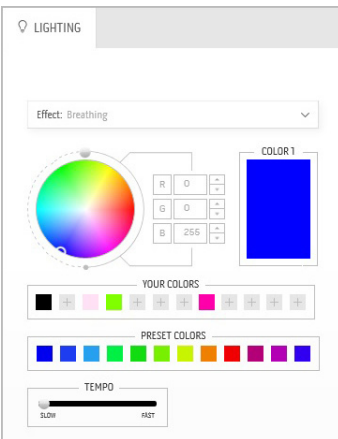 LIGHTING
Effect: Breathing
COLOR 1
R 0
G 0
B 255
YOUR COLORS
+ + + + + + + +
PRESET COLORS
TEMPO
SLOW FAST